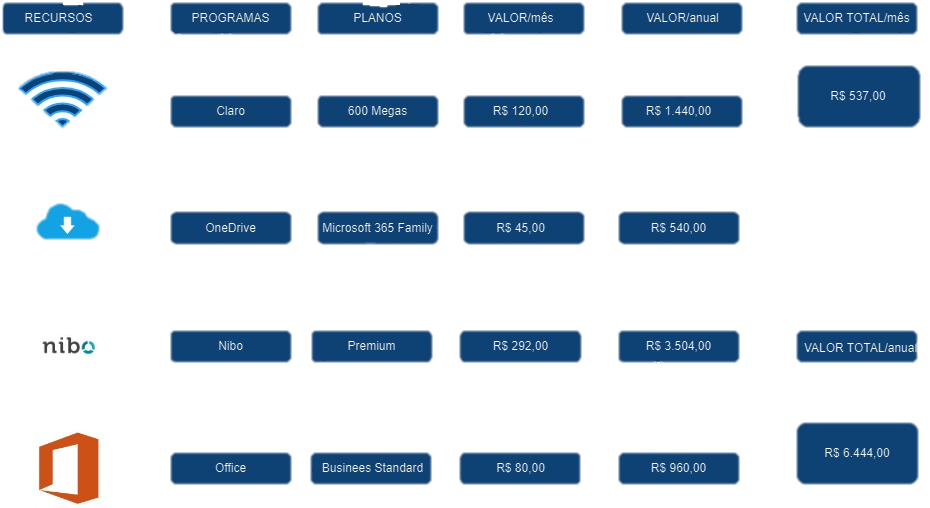 RECURSOS PROGRAMAS PLANOS VALOR/mês VALOR/anual VALOR TOTAL/mês
R$ 537,00
Claro 600 Megas R$ 120,00 R$ 1.440,00
OneDrive Microsoft 365 Family R$ 45,00 R$ 540,00
nibo Nibo Premium R$ 292,00 R$ 3.504,00 VALOR TOTAL/anual
R$ 6.444,00
Office Businees Standard R$ 80,00 R$ 960,00